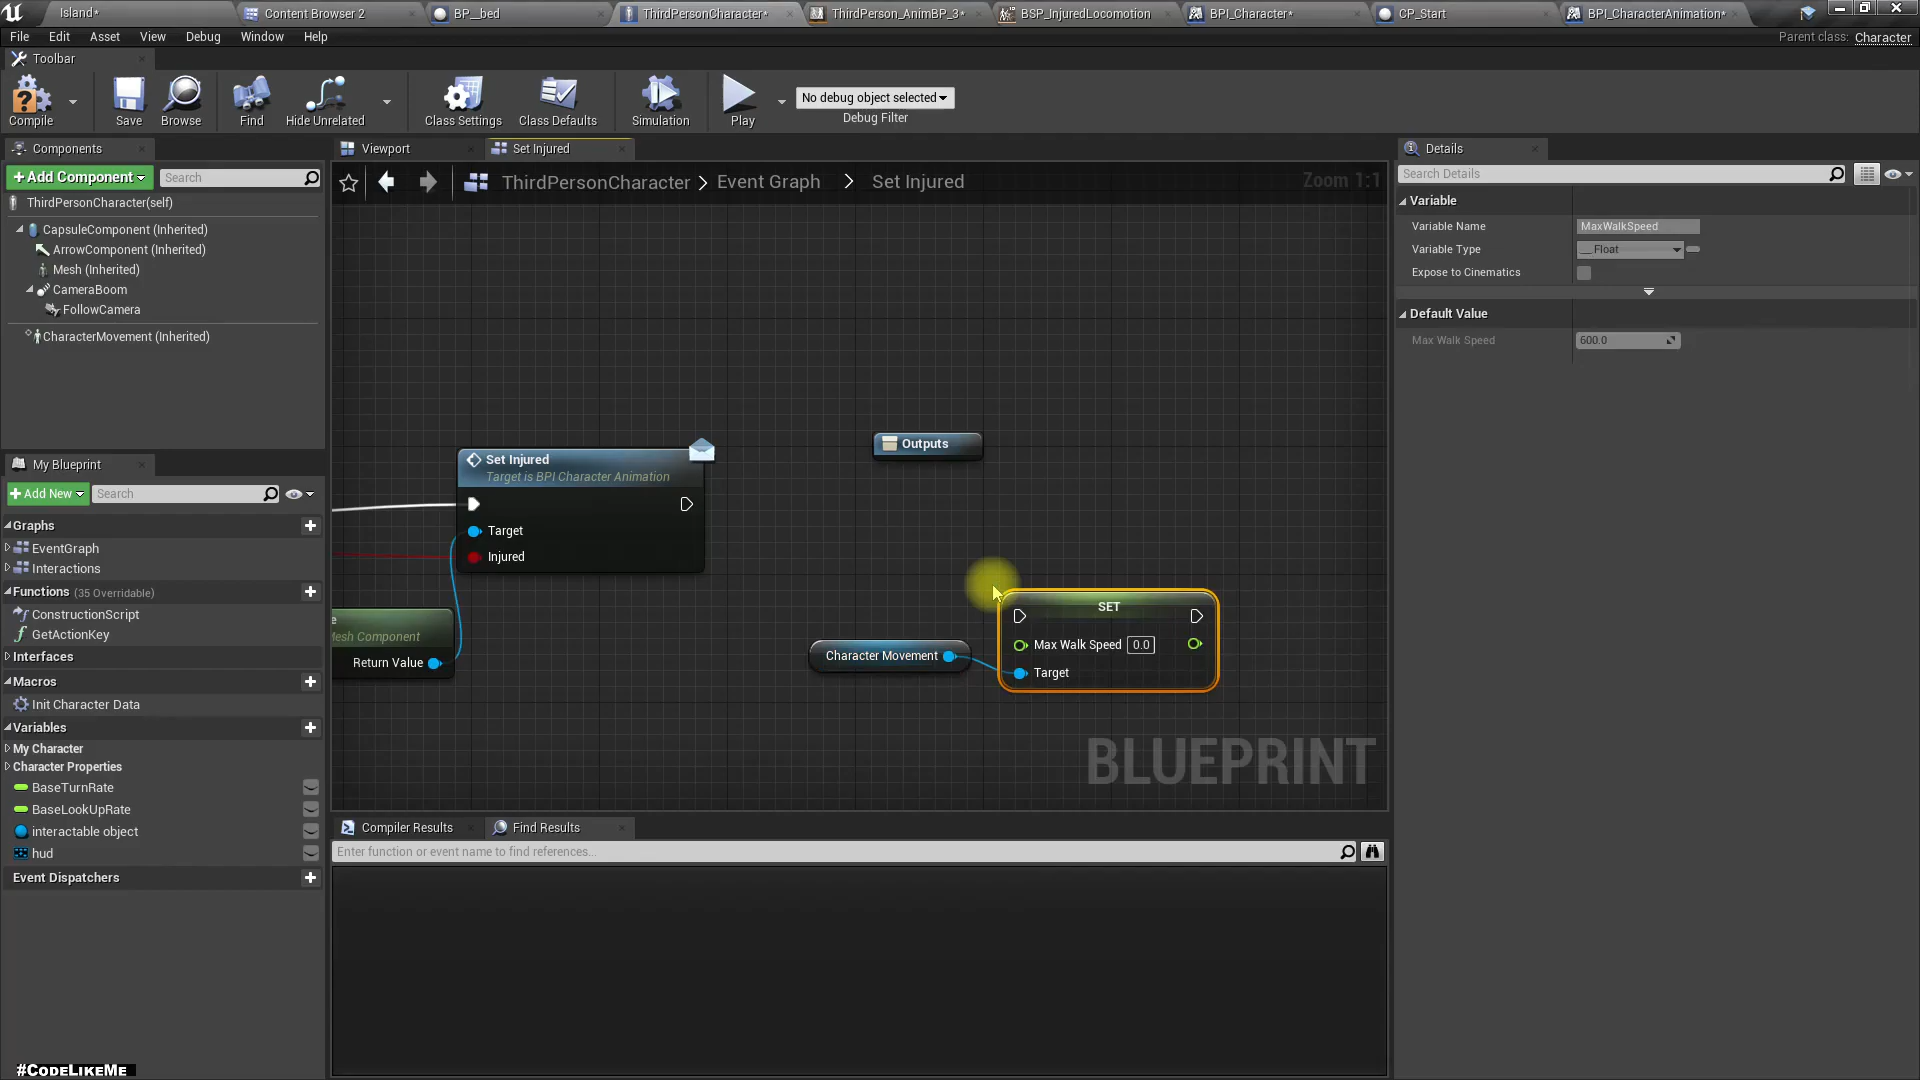 Island*
Content Browser 2
BP__bed
ThirdPersonCharacter*
ThirdPerson_AnimBP_3*
BSP_InjuredLocomotion
BPI_Character*
CP_Start
BPI_CharacterAnimation*
File
Edit
Asset
View
Debug
Window
Help
Parent class: Character
Toolbar
Compile
Save
Browse
Find
Hide Unrelated
Class Settings
Class Defaults
Simulation
Play
No debug object selected
Debug Filter
Components
+Add Component
Search
ThirdPersonCharacter(self)
CapsuleComponent (Inherited)
ArrowComponent (Inherited)
Mesh (Inherited)
CameraBoom
FollowCamera
CharacterMovement (Inherited)
My Blueprint
+Add New
Search
Graphs
EventGraph
Interactions
Functions (35 Overridable)
ConstructionScript
GetActionKey
Interfaces
Macros
Init Character Data
Variables
My Character
Character Properties
BaseTurnRate
BaseLookUpRate
interactable object
hud
Event Dispatchers
#CodeLikeMe
Viewport
Set Injured
ThirdPersonCharacter > Event Graph > Set Injured
Zoom 1:1
Set Injured
Target is BPI Character Animation
Target
Injured
e
Mesh Component
Return Value
Outputs
Character Movement
SET
Max Walk Speed 0.0
Target
BLUEPRINT
Compiler Results
Find Results
Enter function or event name to find references...
Details
Search Details
Variable
Variable Name
MaxWalkSpeed
Variable Type
Float
Expose to Cinematics
Default Value
Max Walk Speed
600.0